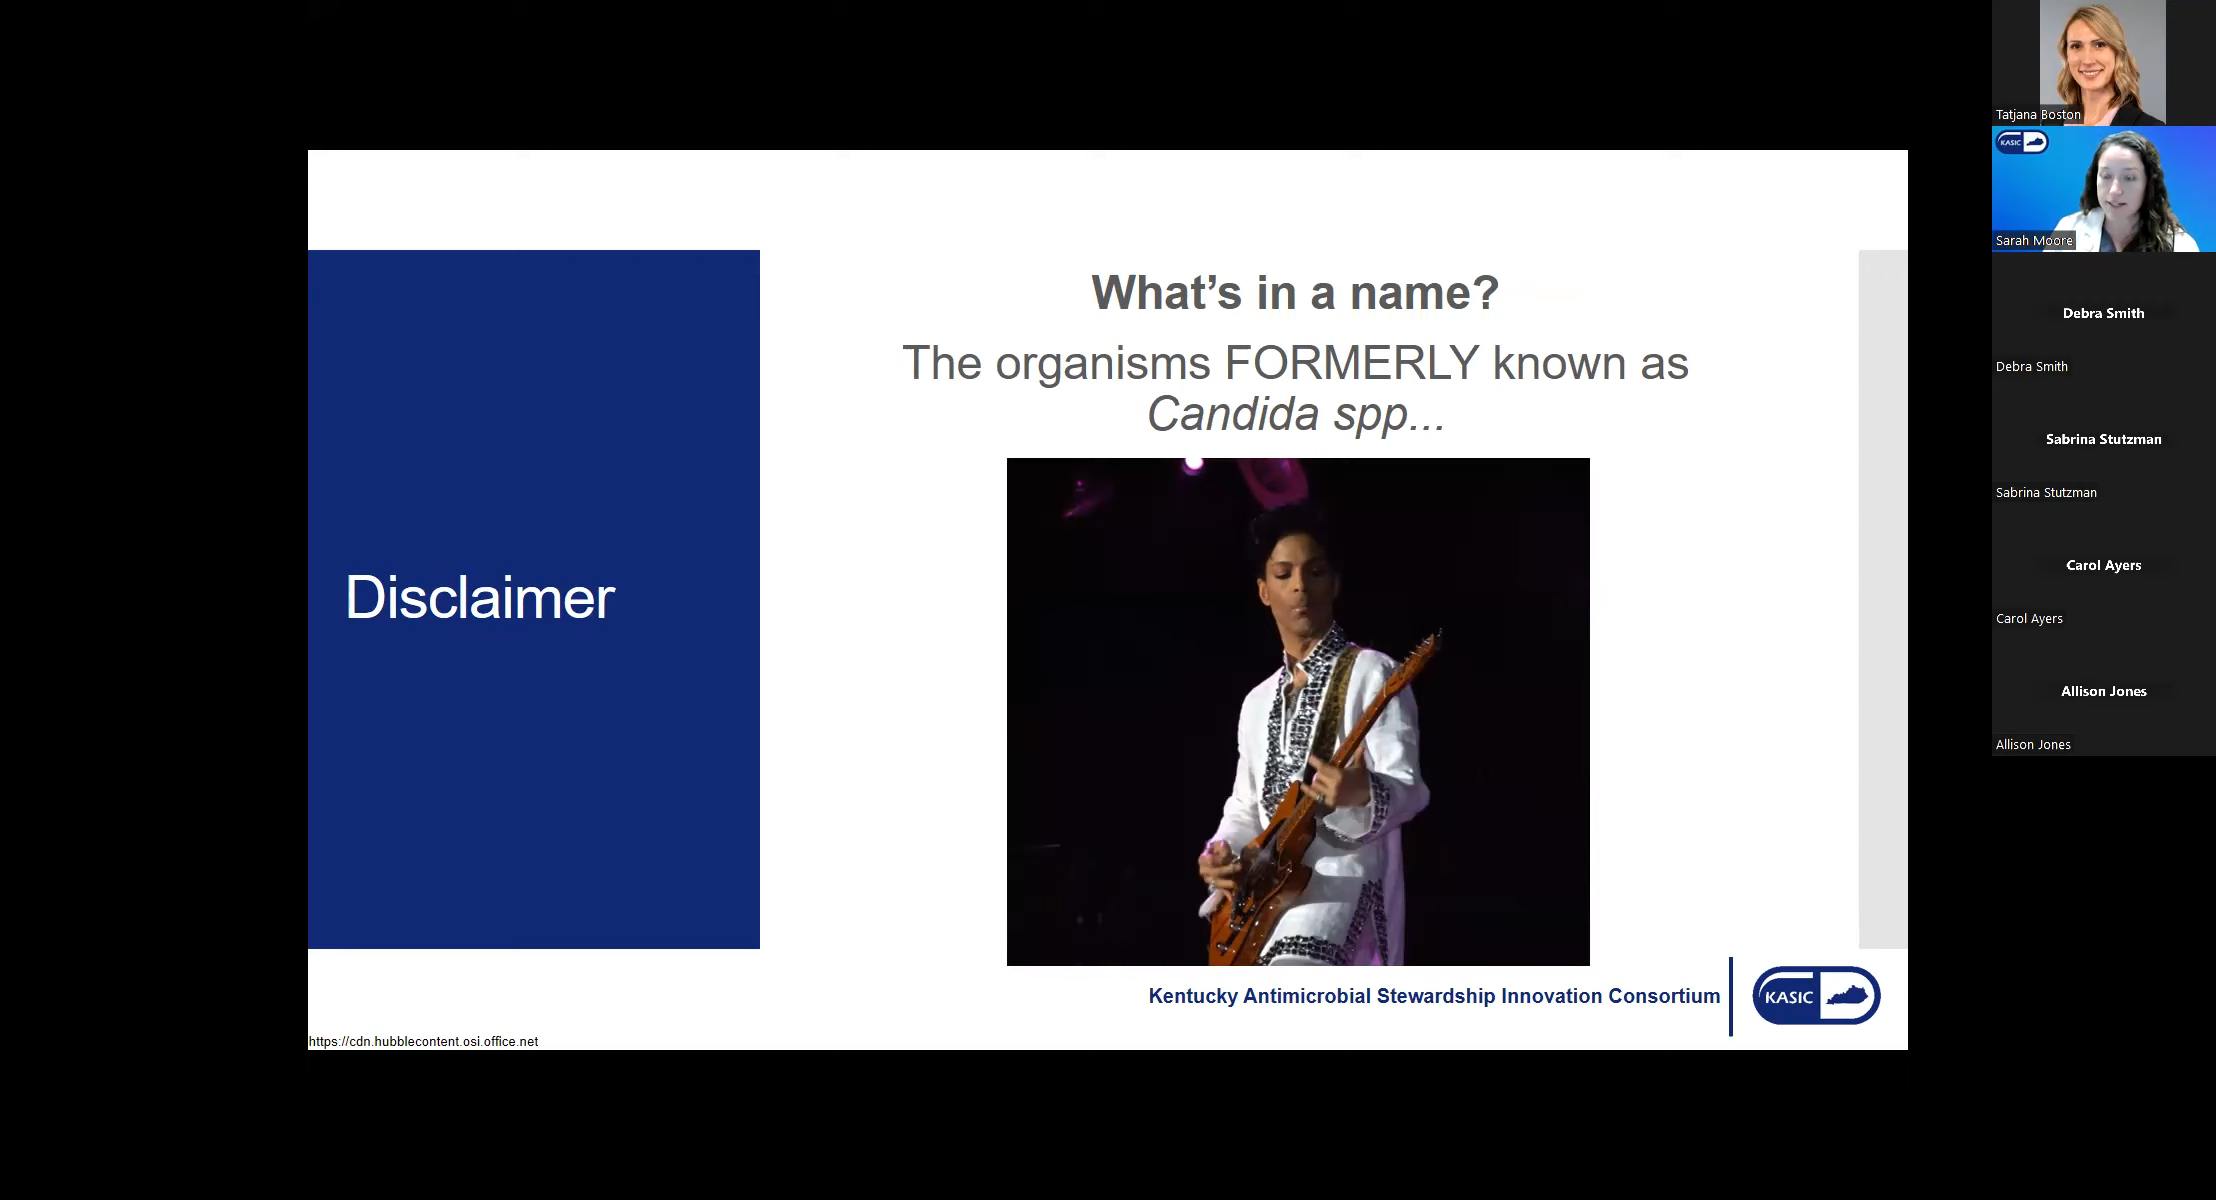 Disclaimer
What's in a name?
The organisms FORMERLY known as
Candida spp...
Kentucky Antimicrobial Stewardship Innovation Consortium
KASIC
https://cdn.hubblecontent.osi.office.net
Tatjana Boston
KASIC
Sarah Moore
Debra Smith
Debra Smith
Sabrina Stutzman
Sabrina Stutzman
Carol Ayers
Carol Ayers
Allison Jones
Allison Jones